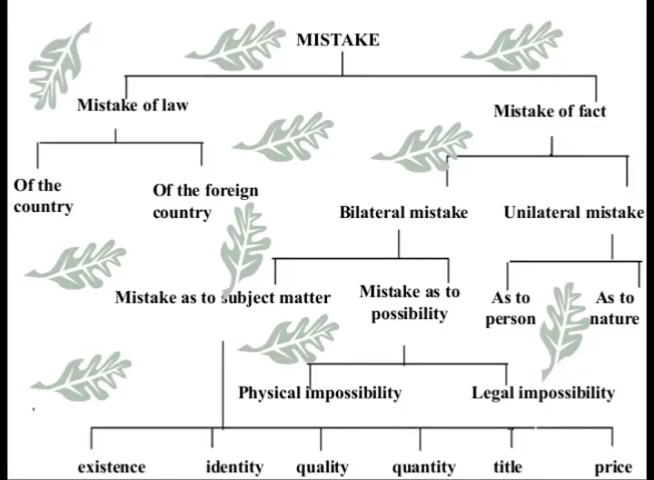 MISTAKE
Mistake of law
Mistake of fact
Of the
country
Of the foreign
country
Bilateral mistake
Unilateral mistake
Mistake as to subject matter
Mistake as to
possibility
As to
person
As to
nature
Physical impossibility
Legal impossibility
existence
identity
quality
quantity
title
price